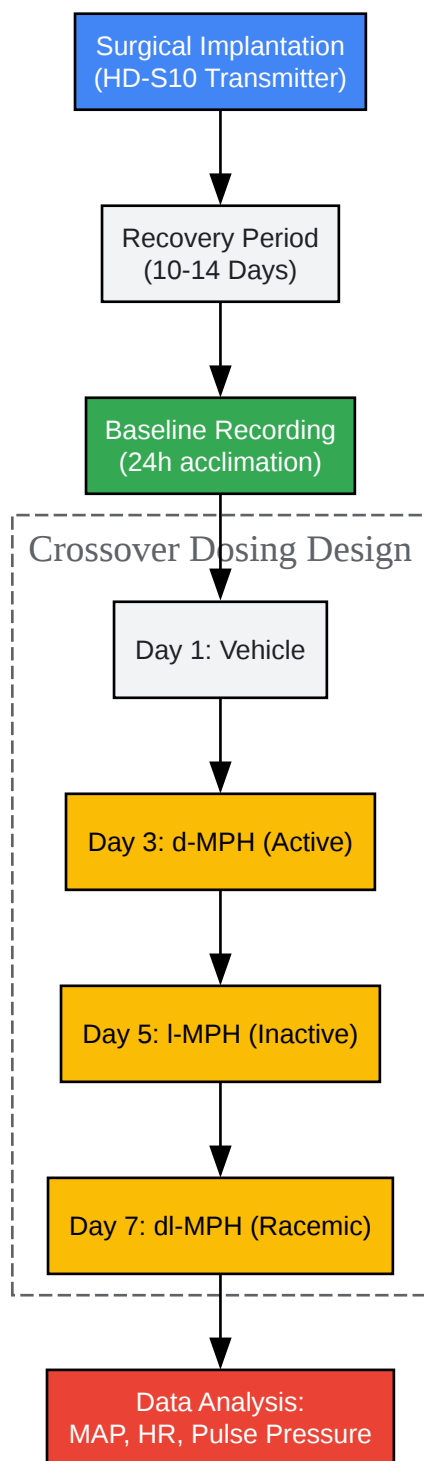 Surgical Implantation
(HD-S10 Transmitter)
Recovery Period
(10-14 Days)
Baseline Recording
(24h acclimation)
Crossover Dosing Design
Day 1: Vehicle
Day 3: d-MPH (Active)
Day 5: l-MPH (Inactive)
Day 7: dl-MPH (Racemic)
Data Analysis:
MAP, HR, Pulse Pressure